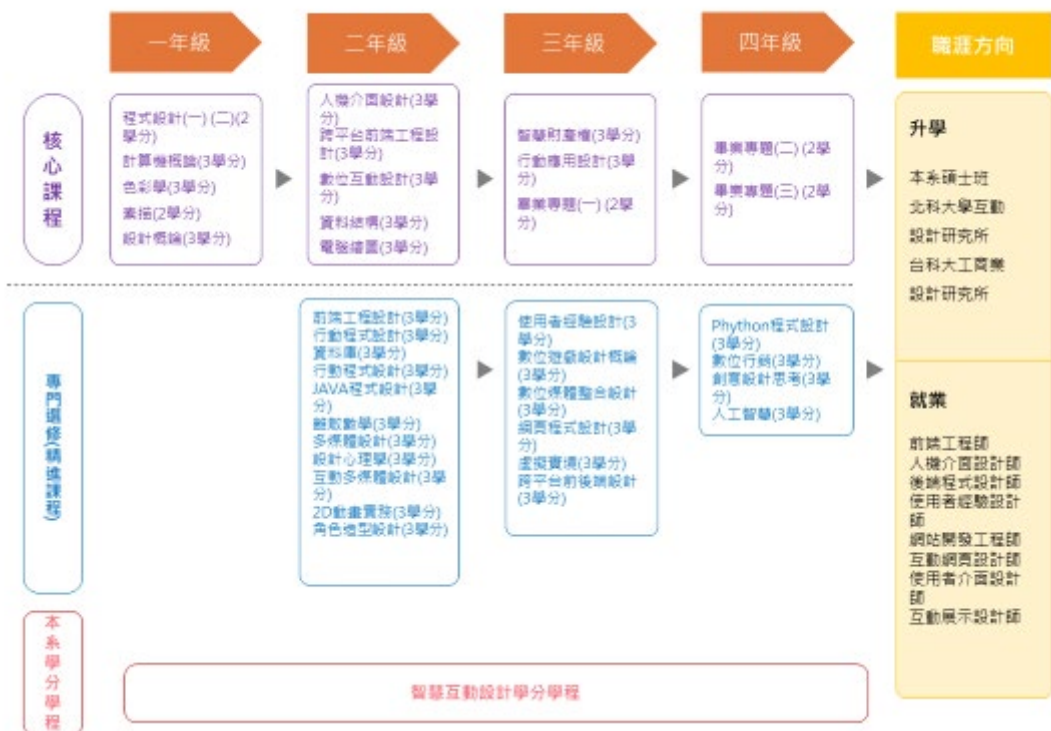 一年級
二年級
三年級
四年級
職涯方向
核
心
課
程
程式設計(一) (二)(2
學分)
計算機概論(3學分)
色彩學(3學分)
素描(2學分)
設計概論(3學分)
人機介面設計(3學
分)
跨平台前端工程設
計(3學分)
數位互動設計(3學
分)
資料結構(3學分)
電腦繪圖(3學分)
智慧財產權(3學分)
行動應用設計(3學
分)
畢業專題(一) (2學
分)
畢業專題(二) (2學
分)
畢業專題(三) (2學
分)
升學
本系碩士班
北科大學互動
設計研究所
台科大工商業
設計研究所
專門選修(精進課程)
前端工程設計(3學分)
行動程式設計(3學分)
資料庫(3學分)
行動程式設計(3學分)
JAVA程式設計(3學
分)
離散數學(3學分)
多媒體設計(3學分)
設計心理學(3學分)
互動多媒體設計(3學
分)
2D動畫實務(3學分)
角色造型設計(3學分)
使用者經驗設計(3
學分)
數位遊戲設計概論
(3學分)
數位媒體整合設計
(3學分)
網頁程式設計(3學
分)
虛擬實境(3學分)
跨平台前後端設計
(3學分)
Phython程式設計
(3學分)
數位行銷(3學分)
創意設計思考(3學
分)
人工智慧(3學分)
就業
前端工程師
人機介面設計師
後端程式設計師
使用者經驗設計
師
網站開發工程師
互動網頁設計師
使用者介面設計
師
互動展示設計師
本
系
學
分
學
程
智慧互動設計學分學程